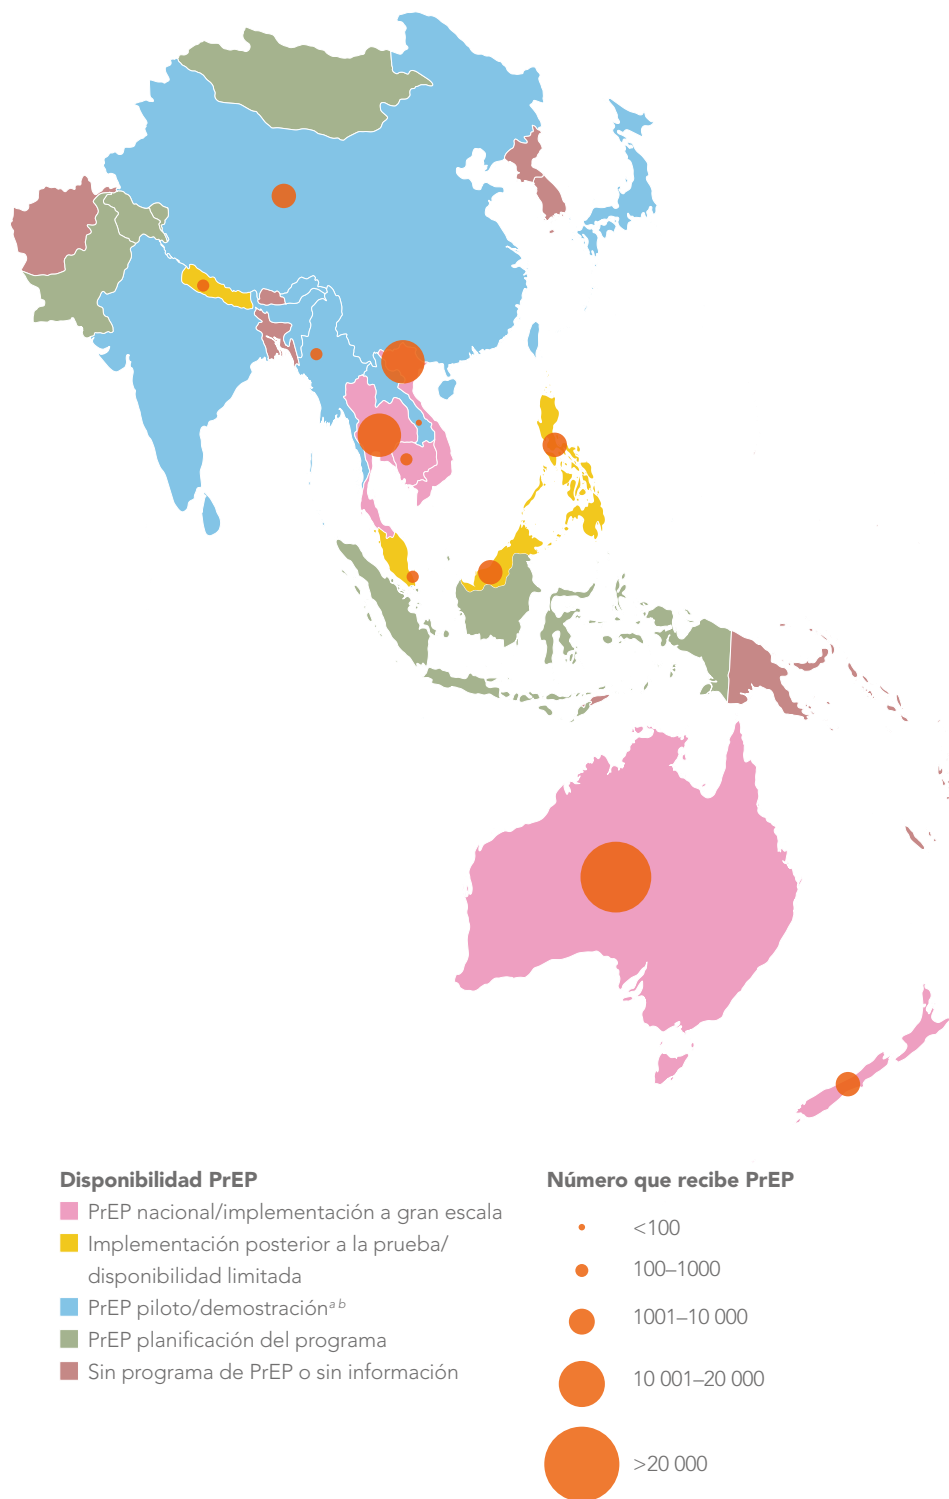 Disponibilidad PrEP
PrEP nacional/implementación a gran escala
Implementación posterior a la prueba/
disponibilidad limitada
PrEP piloto/demostraciónᵃ ᵇ
PrEP planificación del programa
Sin programa de PrEP o sin información
Número que recibe PrEP
<100
100–1000
1001–10 000
10 001–20 000
>20 000